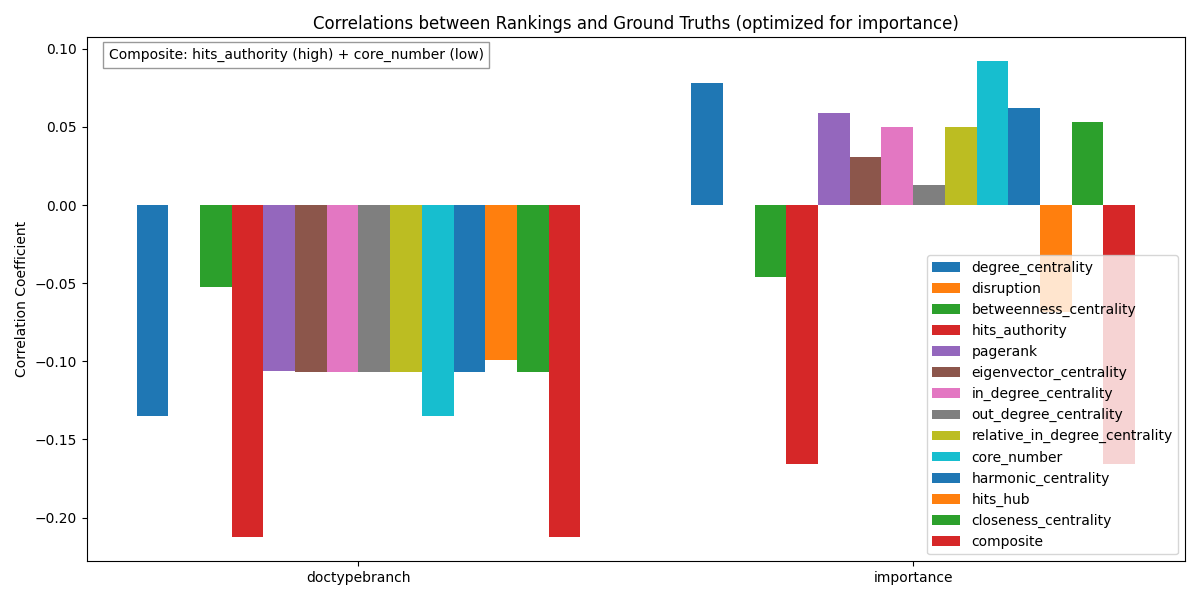 Correlations between Rankings and Ground Truths (optimized for importance)
Composite: hits_authority (high) + core_number (low)
Correlation Coefficient
0.10
0.05
0.00
−0.05
−0.10
−0.15
−0.20
degree_centrality
disruption
betweenness_centrality
hits_authority
pagerank
eigenvector_centrality
in_degree_centrality
out_degree_centrality
relative_in_degree_centrality
core_number
harmonic_centrality
hits_hub
closeness_centrality
composite
doctypebranch
importance